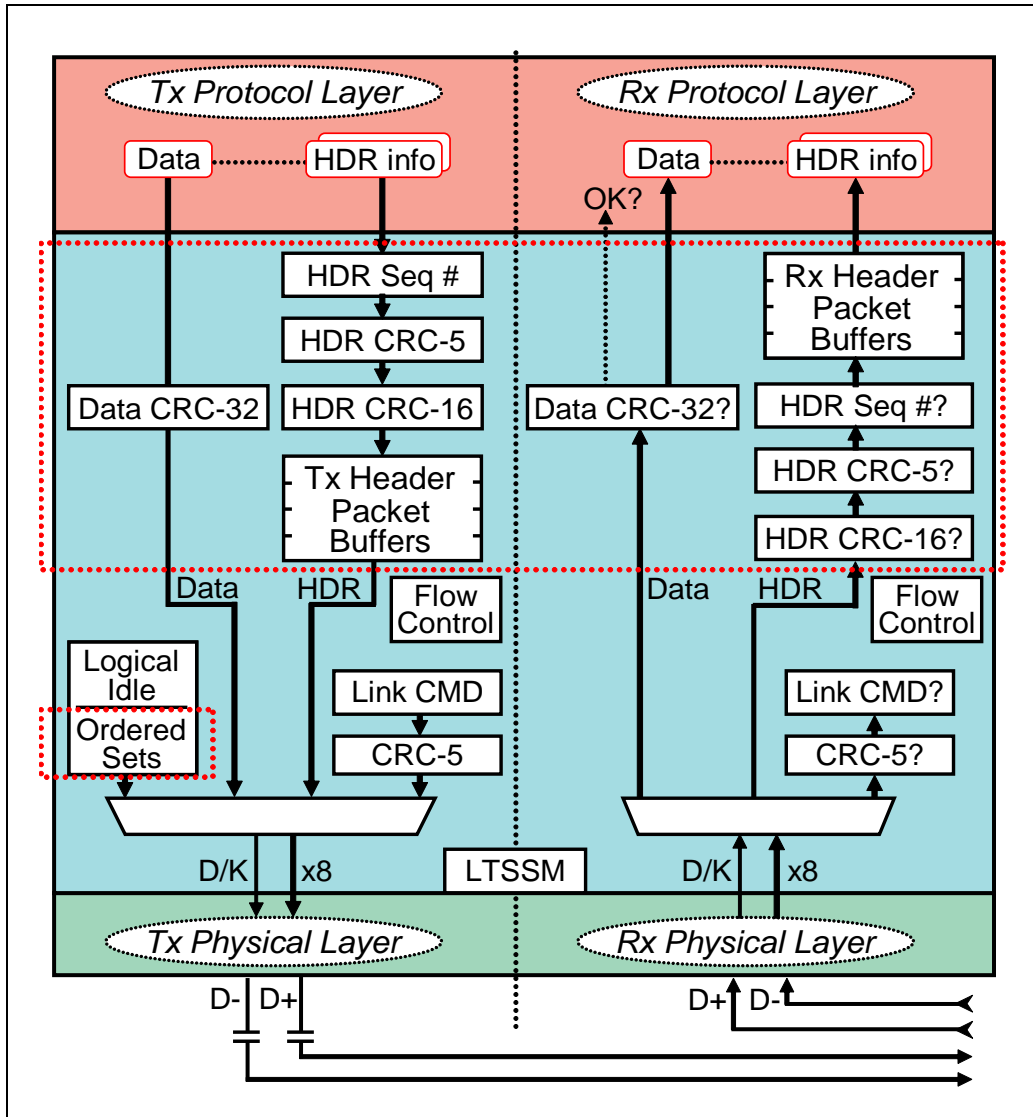 Tx Protocol Layer
Rx Protocol Layer
Data
HDR info
Data
HDR info
OK?
HDR Seq #
HDR CRC-5
Data CRC-32
HDR CRC-16
Tx Header
Packet
Buffers
Rx Header
Packet
Buffers
Data CRC-32?
HDR Seq #?
HDR CRC-5?
HDR CRC-16?
Data
HDR
Flow
Control
Data
HDR
Flow
Control
Logical
Idle
Ordered
Sets
Link CMD
CRC-5
Link CMD?
CRC-5?
D/K
x8
LTSSM
D/K
x8
Tx Physical Layer
Rx Physical Layer
D-
D+
D+
D-